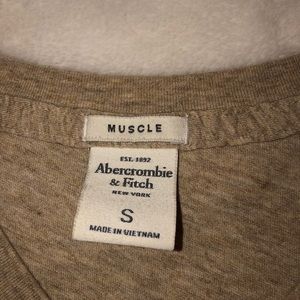 MUSCLE
EST. 1892
Abercrombie
& Fitch
NEW YORK
S
MADE IN VIETNAM